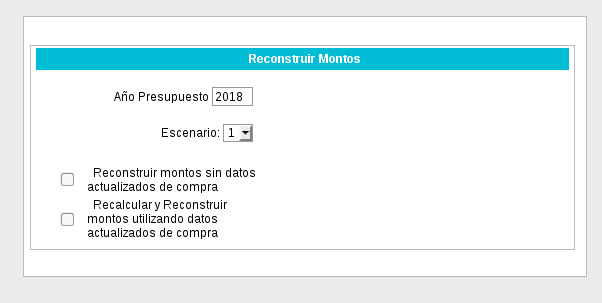 Reconstruir Montos
Año Presupuesto 2018
Escenario: 1
Reconstruir montos sin datos
actualizados de compra
Recalcular y Reconstruir
montos utilizando datos
actualizados de compra